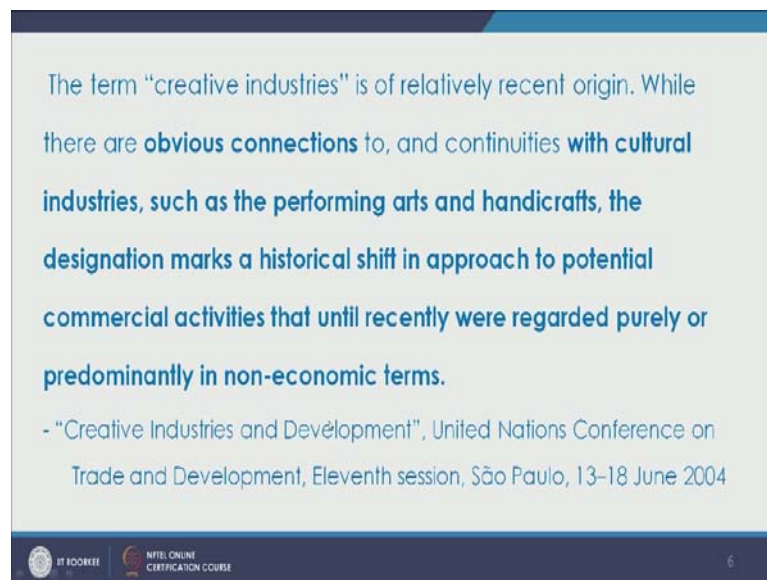 The term “creative industries” is of relatively recent origin. While
there are obvious connections to, and continuities with cultural
industries, such as the performing arts and handicrafts, the
designation marks a historical shift in approach to potential
commercial activities that until recently were regarded purely or
predominantly in non-economic terms.
- “Creative Industries and Development”, United Nations Conference on
Trade and Development, Eleventh session, São Paulo, 13–18 June 2004
IIT ROORKEE
NPTEL ONLINE
CERTIFICATION COURSE
6